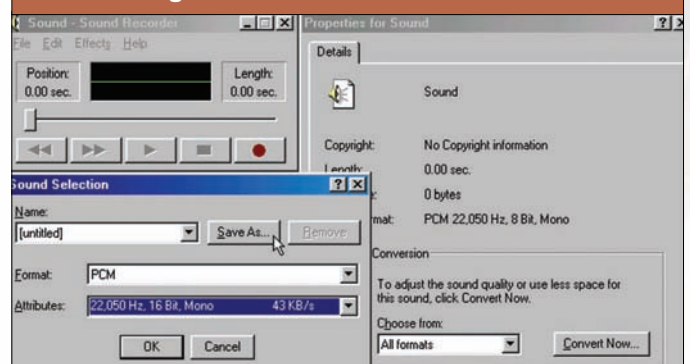 Sound - Sound Recorder
File Edit Effects Help
Position:
0.00 sec.
Length:
0.00 sec.
Properties for Sound
Details
Sound
Copyright: No Copyright information
Length: 0.00 sec.
0 bytes
PCM 22,050 Hz, 8 Bit, Mono
Conversion
To adjust the sound quality or use less space for
this sound, click Convert Now.
Choose from:
All formats
Convert Now...
Sound Selection
Name:
[untitled]
Save As...
Remove
Format: PCM
Attributes: 22,050 Hz, 16 Bit, Mono 43 KB/s
OK Cancel